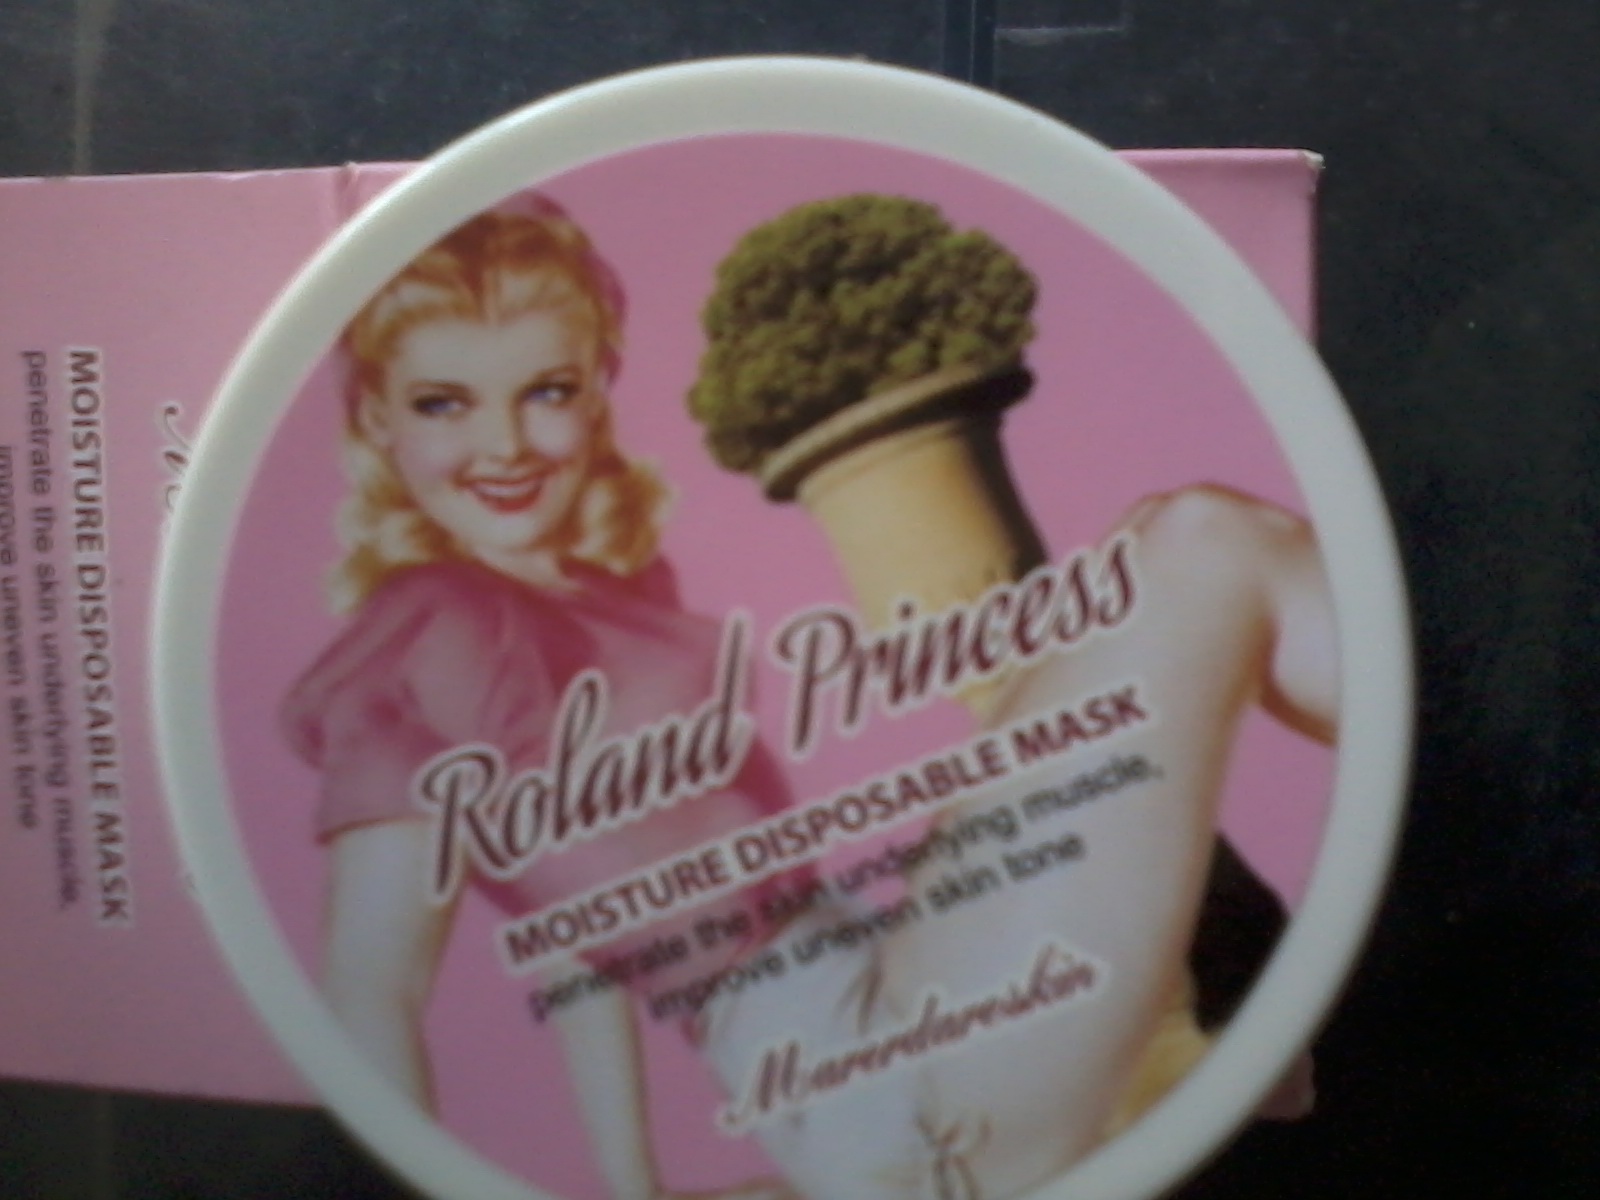 Roland Princess
MOISTURE DISPOSABLE MASK
penetrate the skin underlying muscle,
improve uneven skin tone
Marerdareskin
MOISTURE DISPOSABLE MASK
penetrate the skin underlying muscle,
improve uneven skin tone